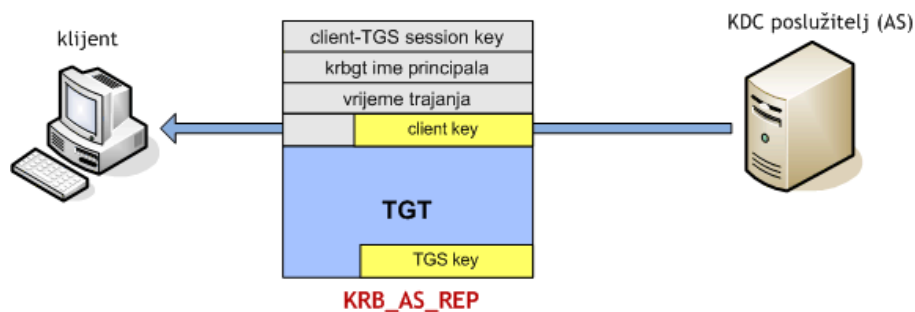 klijent
KDC poslužitelj (AS)
client-TGS session key
krbgt ime principala
vrijeme trajanja
client key
TGT
TGS key
KRB_AS_REP